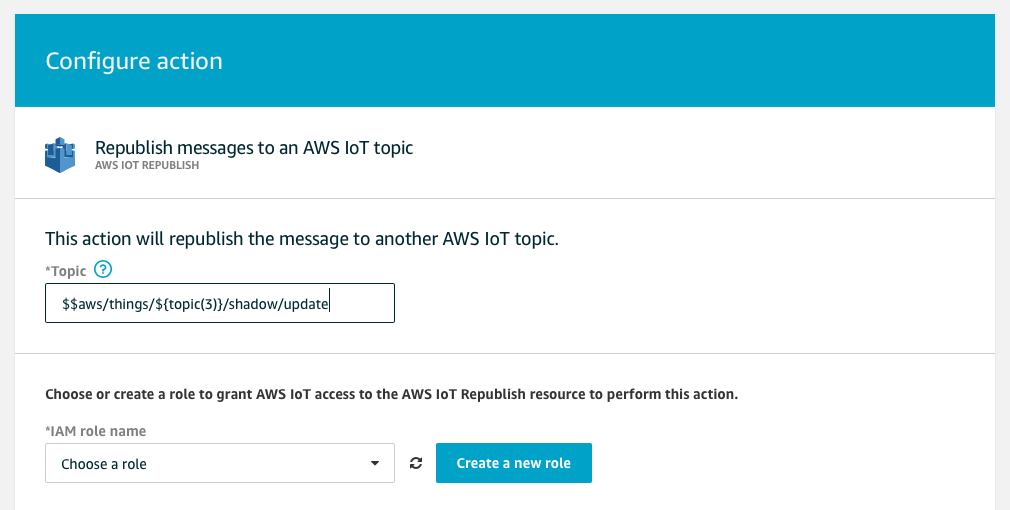 Configure action
Republish messages to an AWS IoT topic
AWS IOT REPUBLISH
This action will republish the message to another AWS IoT topic.
*Topic ?
$$aws/things/${topic(3)}/shadow/update
Choose or create a role to grant AWS IoT access to the AWS IoT Republish resource to perform this action.
*IAM role name
Choose a role Create a new role